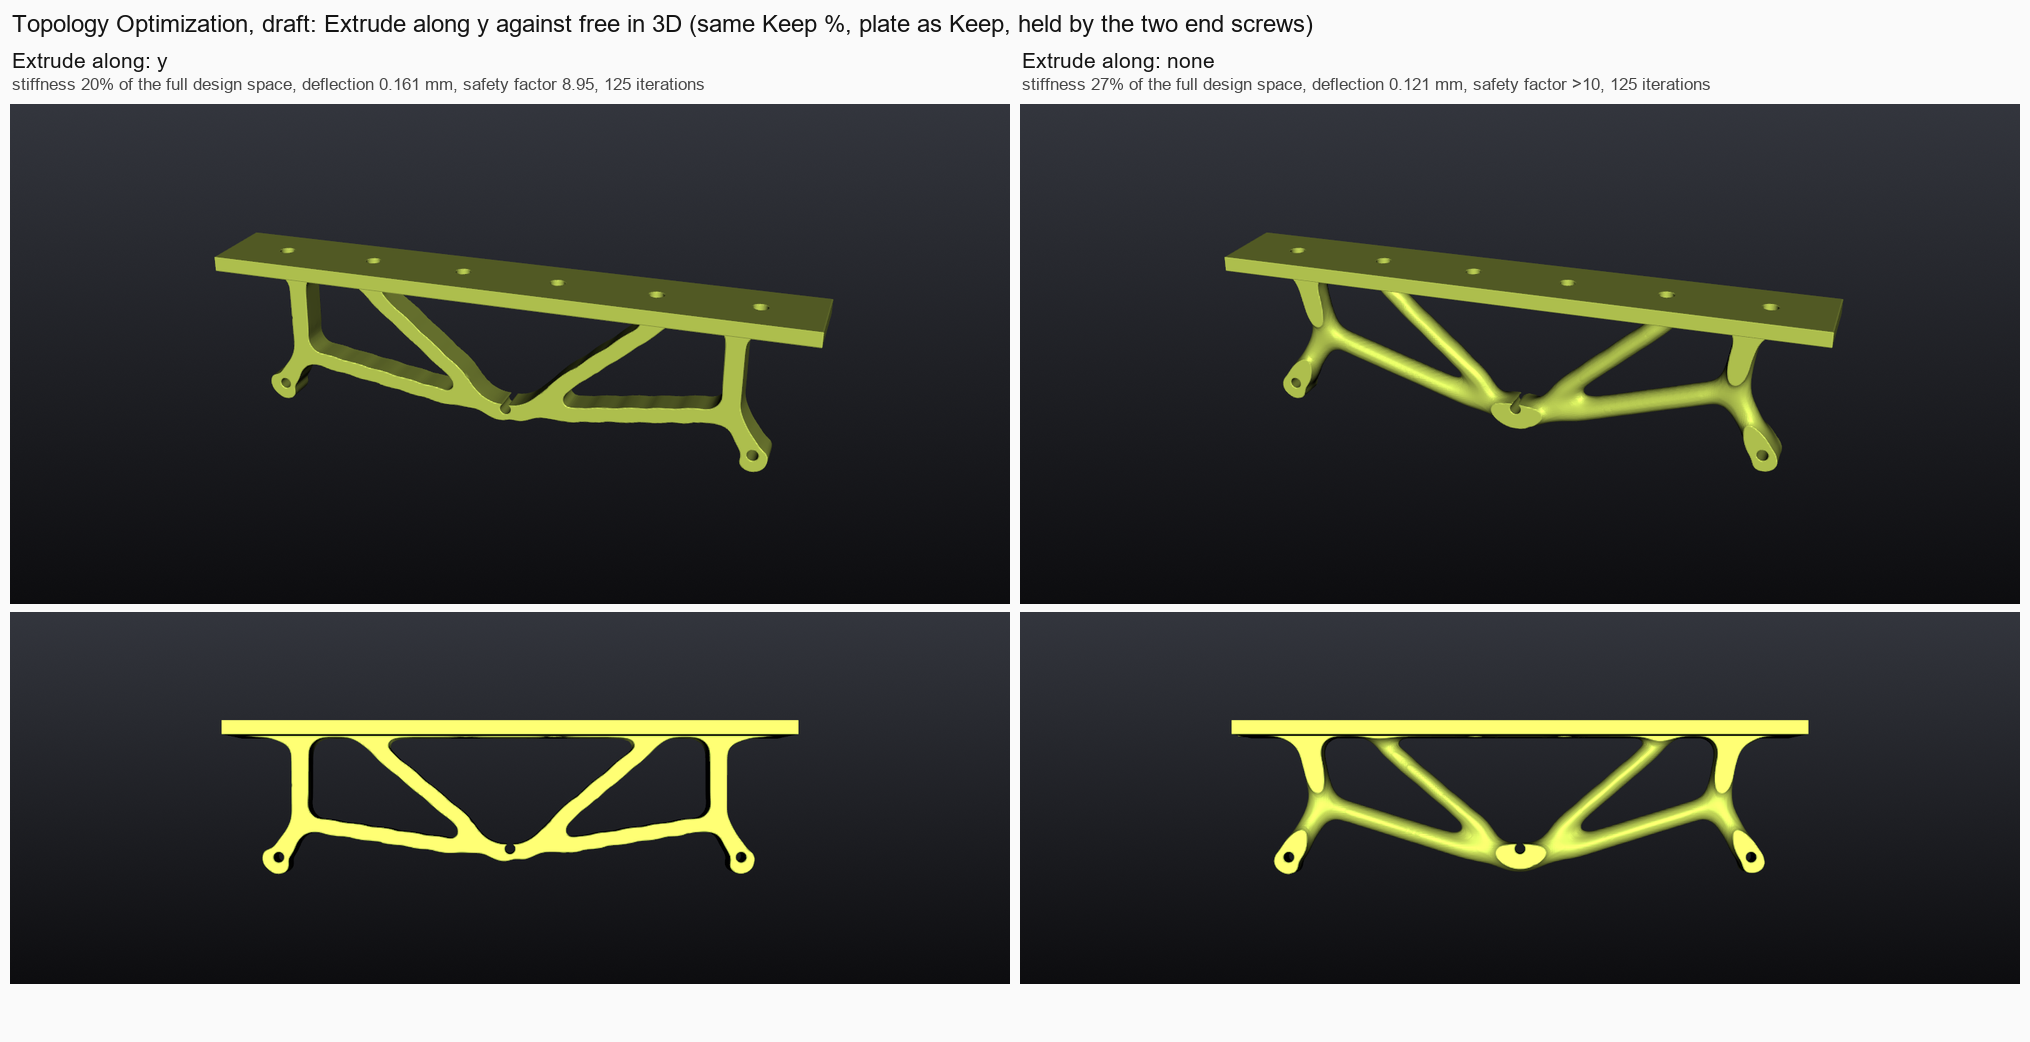 Topology Optimization, draft: Extrude along y against free in 3D (same Keep %, plate as Keep, held by the two end screws)
Extrude along: y
stiffness 20% of the full design space, deflection 0.161 mm, safety factor 8.95, 125 iterations
Extrude along: none
stiffness 27% of the full design space, deflection 0.121 mm, safety factor >10, 125 iterations